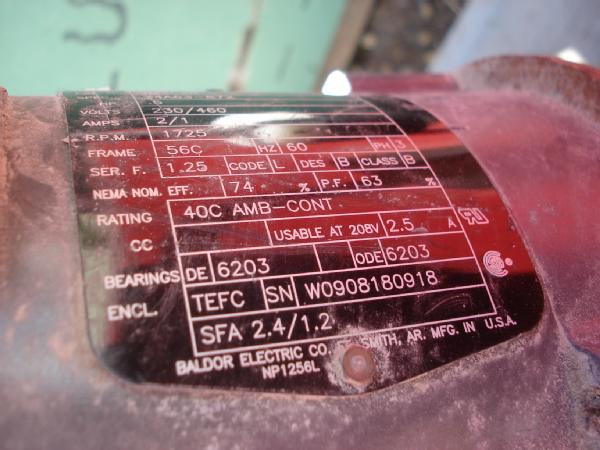 HP .5
VOLTS 230/460
AMPS 2/1
R.P.M. 1725
FRAME 56C HZ 60 PH 3
SER. F. 1.25 CODE L DES B CLASS B
NEMA NOM. EFF. 74 % P.F. 63 %
RATING 40C AMB-CONT
CC USABLE AT 208V 2.5 A
BEARINGS DE 6203 ODE 6203
ENCL. TEFC SN W0908180918
SFA 2.4/1.2
BALDOR ELECTRIC CO. SMITH, AR. MFG. IN U.S.A.
NP1256L